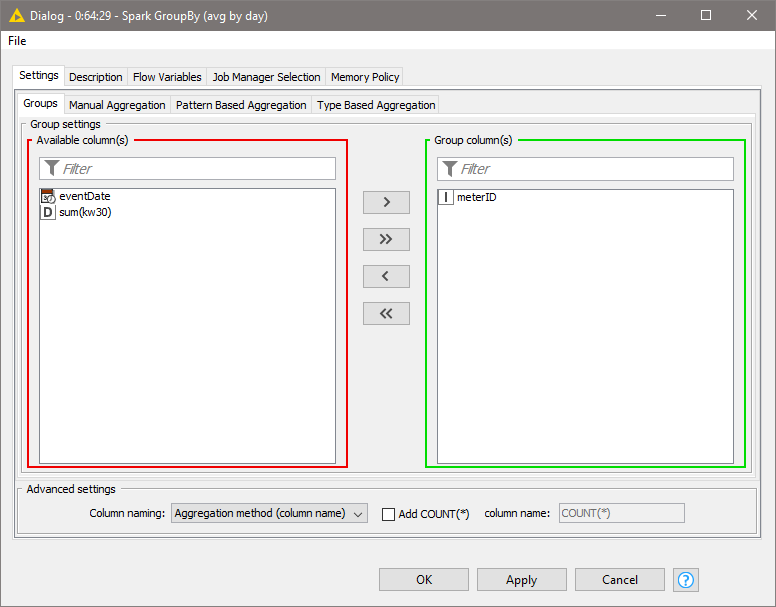 Dialog - 0:64:29 - Spark GroupBy (avg by day)
File
Settings Description Flow Variables Job Manager Selection Memory Policy
Groups Manual Aggregation Pattern Based Aggregation Type Based Aggregation
Group settings
Available column(s) Group column(s)
Filter Filter
eventDate I meterID
D sum(kw30)
>
>>
<
<<
Advanced settings
Column naming: Aggregation method (column name) Add COUNT(*) column name: COUNT(*)
OK Apply Cancel ?